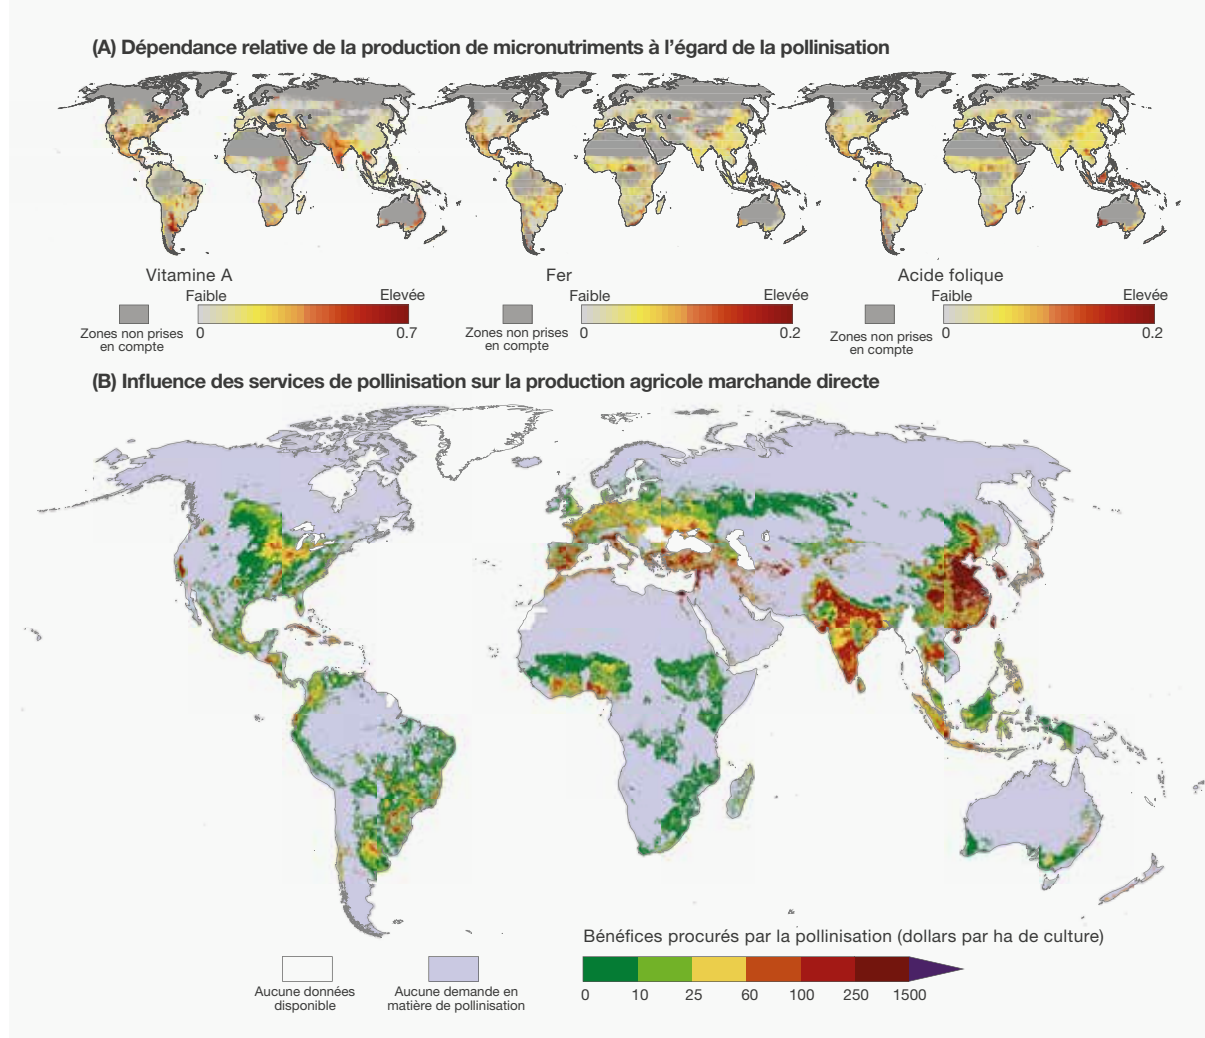 (A) Dépendance relative de la production de micronutriments à l'égard de la pollinisation
Vitamine A
Faible
Elevée
Zones non prises
en compte
0
0.7
Fer
Faible
Elevée
Zones non prises
en compte
0
0.2
Acide folique
Faible
Elevée
Zones non prises
en compte
0
0.2
(B) Influence des services de pollinisation sur la production agricole marchande directe
Bénéfices procurés par la pollinisation (dollars par ha de culture)
Aucune données
disponible
Aucune demande en
matière de pollinisation
0 10 25 60 100 250 1500